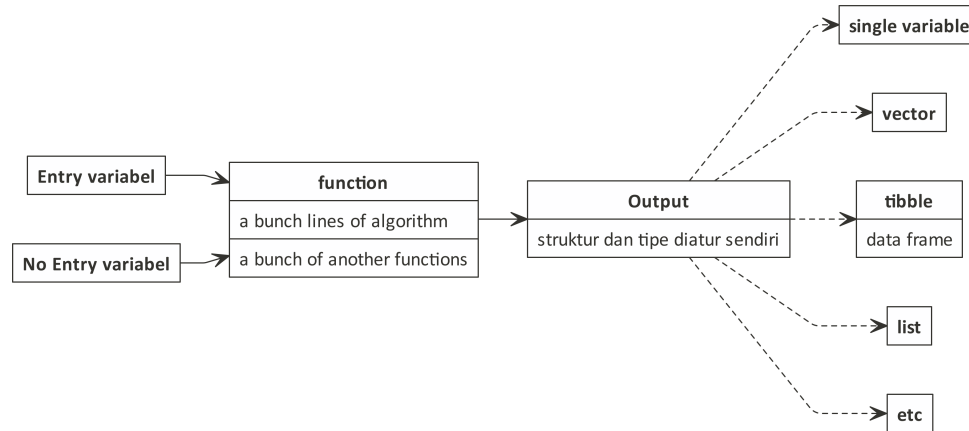 Entry variabel
No Entry variabel
function
a bunch lines of algorithm
a bunch of another functions
Output
struktur dan tipe diatur sendiri
single variable
vector
tibble
data frame
list
etc